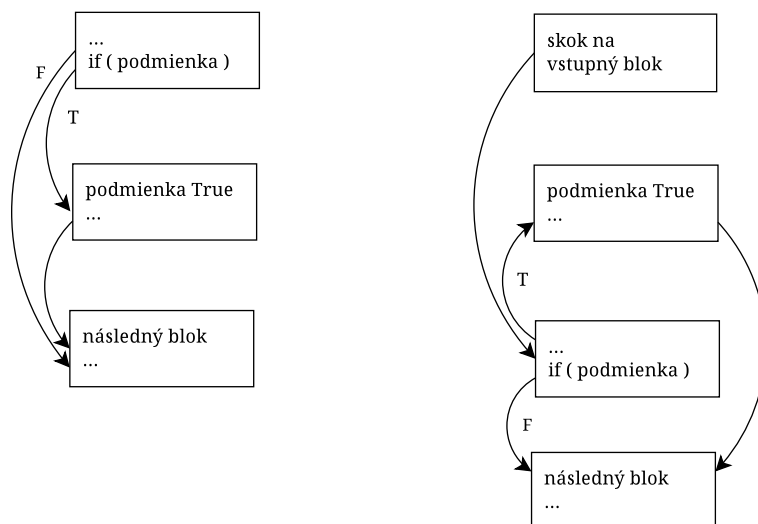 ...
if ( podmienka )
F
T
podmienka True
...
následný blok
...
skok na
vstupný blok
podmienka True
...
T
...
if ( podmienka )
F
následný blok
...